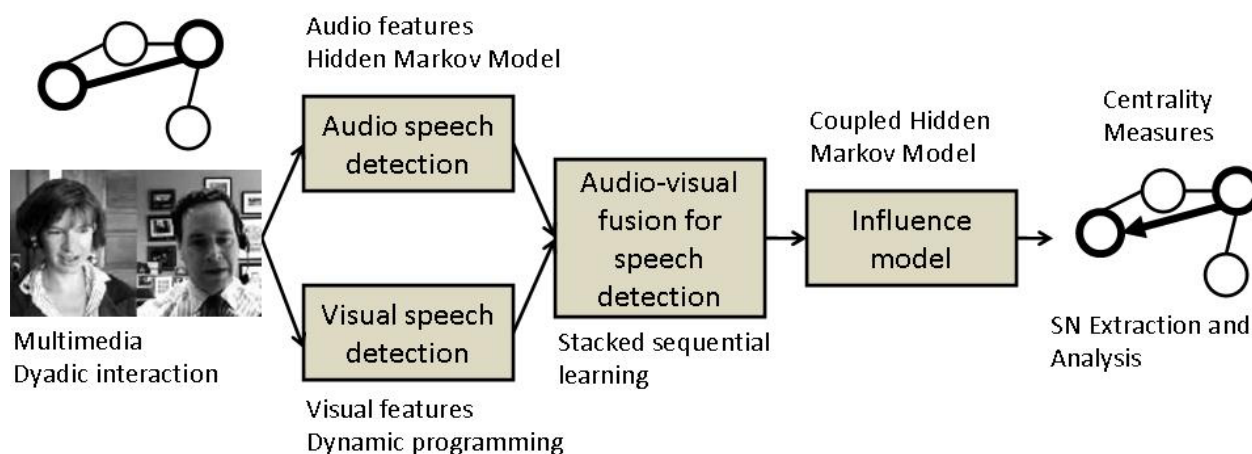 Audio features
Hidden Markov Model
Audio speech
detection
Multimedia
Dyadic interaction
Visual speech
detection
Visual features
Dynamic programming
Audio-visual
fusion for
speech
detection
Stacked sequential
learning
Coupled Hidden
Markov Model
Influence
model
Centrality
Measures
SN Extraction and
Analysis